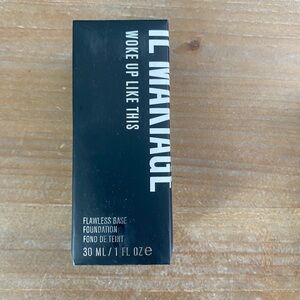 IL MAKIAGE
WOKE UP LIKE THIS
FLAWLESS BASE
FOUNDATION
FOND DE TEINT
30 ML / 1 FL OZ ℮